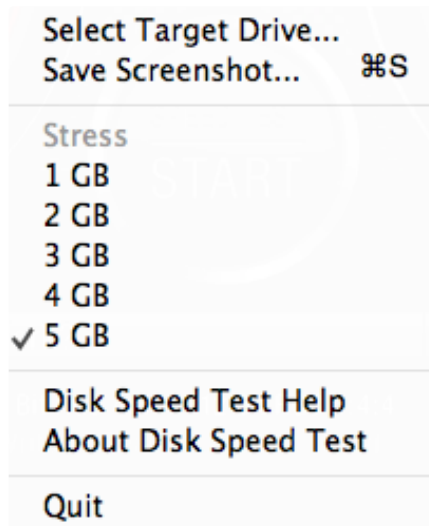 Select Target Drive...
Save Screenshot... ⌘S
Stress
START
1 GB
2 GB
3 GB
4 GB
✓ 5 GB
Disk Speed Test Help
About Disk Speed Test
Quit